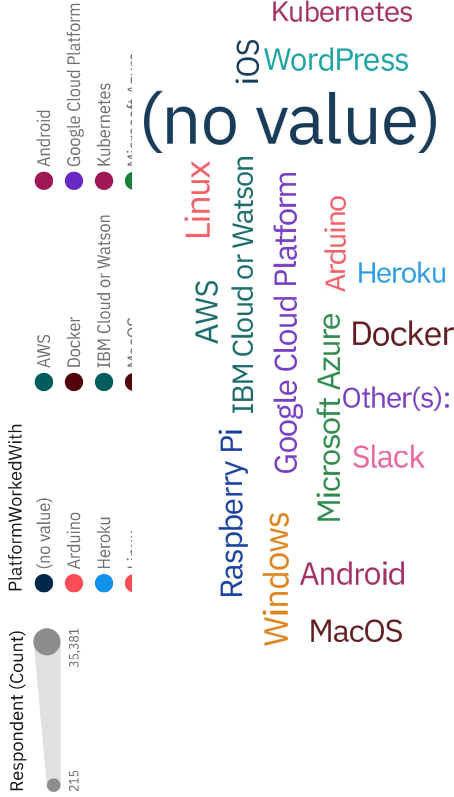 Kubernetes
iOS
WordPress
(no value)
Linux
AWS
IBM Cloud or Watson
Google Cloud Platform
Arduino
Heroku
Docker
Microsoft Azure
Other(s):
Slack
Raspberry Pi
Windows
Android
MacOS
Respondent (Count)
215
35,381
PlatformWorkedWith
(no value)
AWS
Android
Arduino
Docker
Google Cloud Platform
Heroku
IBM Cloud or Watson
Kubernetes